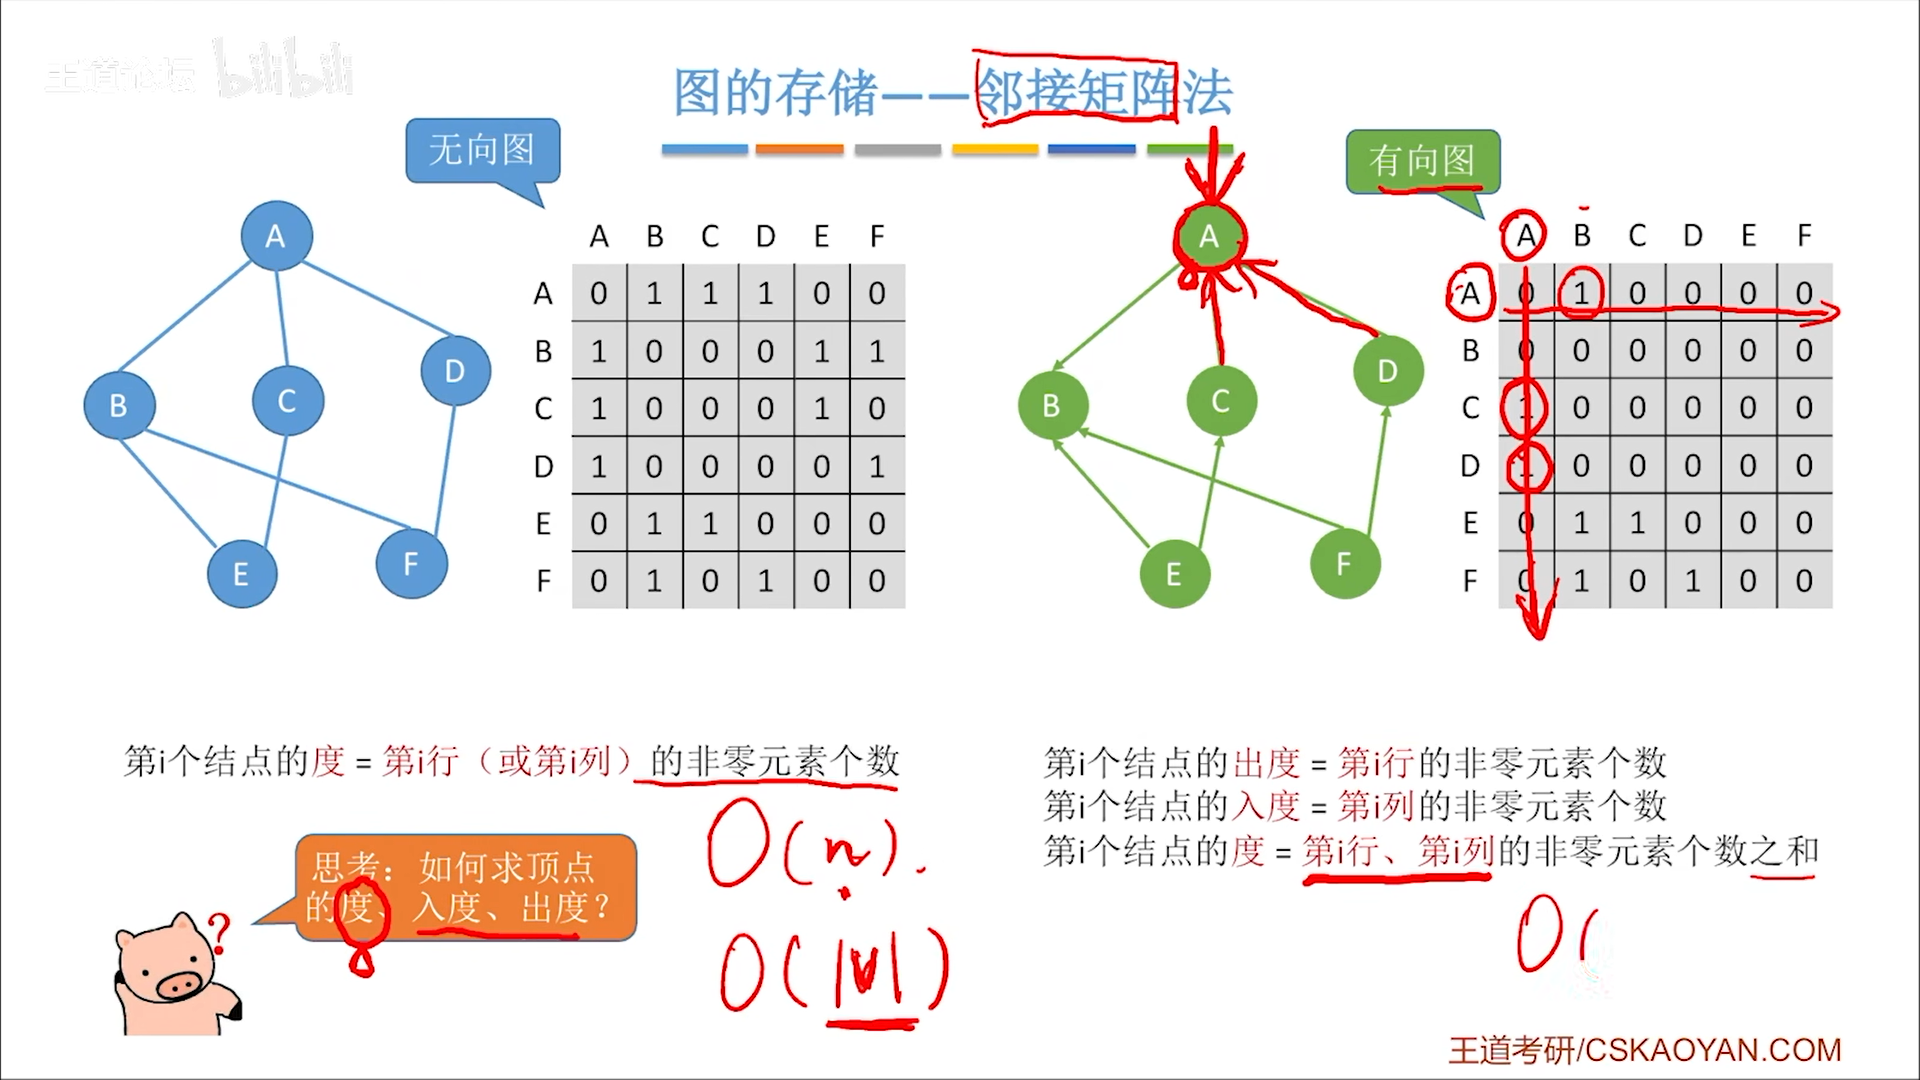 王道论坛 bilibili
图的存储——邻接矩阵法
无向图
A
B
C
D
E
F
A B C D E F
A 0 1 1 1 0 0
B 1 0 0 0 1 1
C 1 0 0 0 1 0
D 1 0 0 0 0 1
E 0 1 1 0 0 0
F 0 1 0 1 0 0
有向图
A
B
C
D
E
F
A B C D E F
A 0 1 0 0 0 0
B 0 0 0 0 0 0
C 1 0 0 0 0 0
D 1 0 0 0 0 0
E 0 1 1 0 0 0
F 0 1 0 1 0 0
第i个结点的度 = 第i行（或第i列）的非零元素个数
O(n).
O(|V|)
思考：如何求顶点
的度、入度、出度？
?
第i个结点的出度 = 第i行的非零元素个数
第i个结点的入度 = 第i列的非零元素个数
第i个结点的度 = 第i行、第i列的非零元素个数之和
O(
王道考研/CSKAOYAN.COM